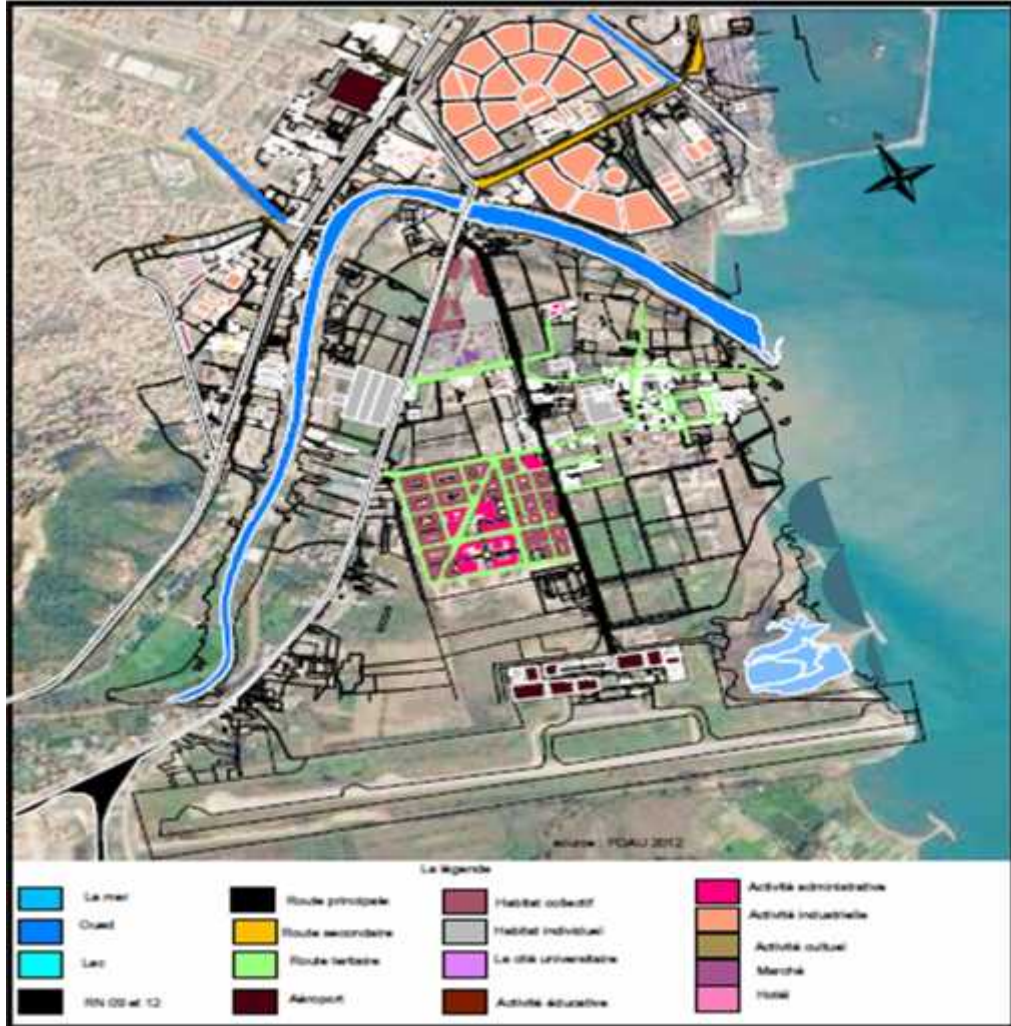 source : PDAU 2012
La légende
La mer
Oued
Lac
RN 09 et 12
Route principale
Route secondaire
Route tertiaire
Aéroport
Habitat collectif
Habitat individuel
La cité universitaire
Activité éducative
Activité administrative
Activité industrielle
Activité cultuel
Marché
Hotel